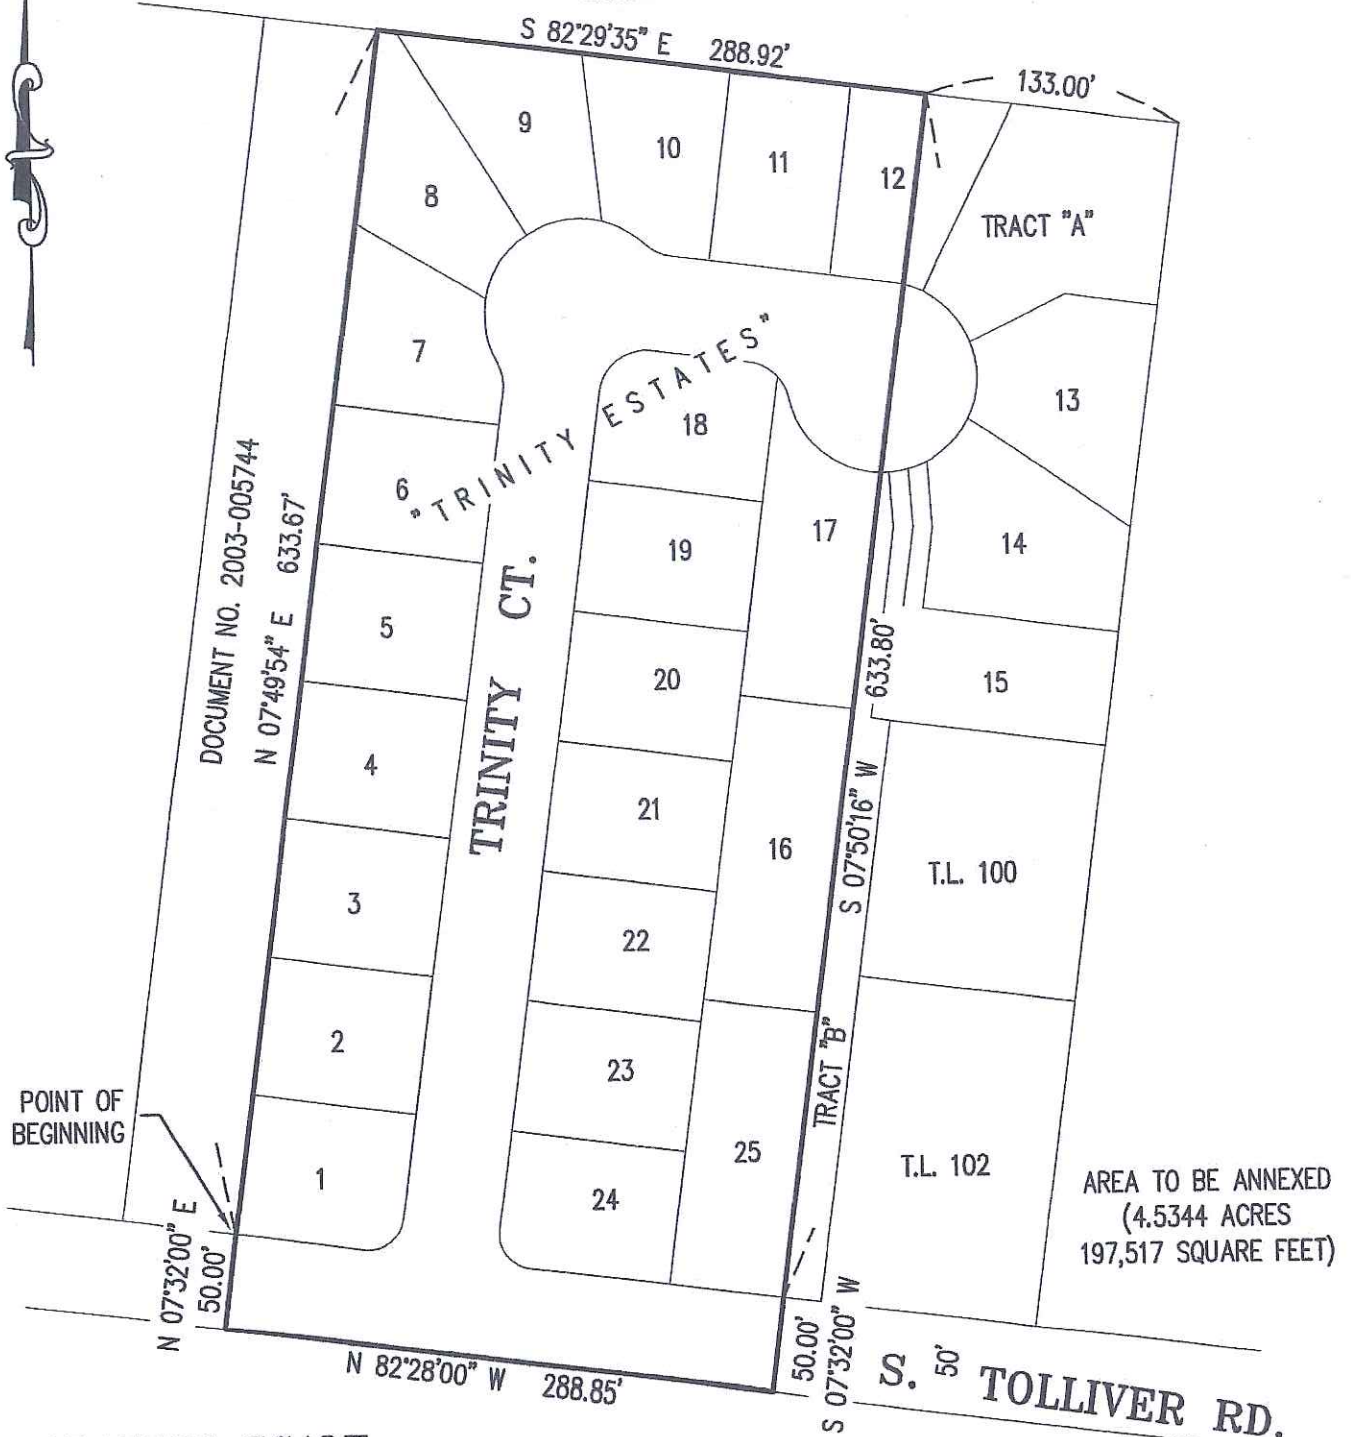 S 82°29'35" E 288.92'
133.00'
9
10
11
12
8
TRACT "A"
7
"TRINITY ESTATES"
13
18
6
DOCUMENT NO. 2003-005744
N 07°49'54" E 633.67'
17
19
14
TRINITY CT.
5
633.80'
20
15
4
21
16
S 07°50'16" W
T.L. 100
3
22
2
23
TRACT "B"
POINT OF
BEGINNING
1
24
25
T.L. 102
AREA TO BE ANNEXED
(4.5344 ACRES
197,517 SQUARE FEET)
N 07°32'00" E
50.00'
50.00'
S 07°32'00" W
N 82°28'00" W 288.85'
S. 50' TOLLIVER RD.